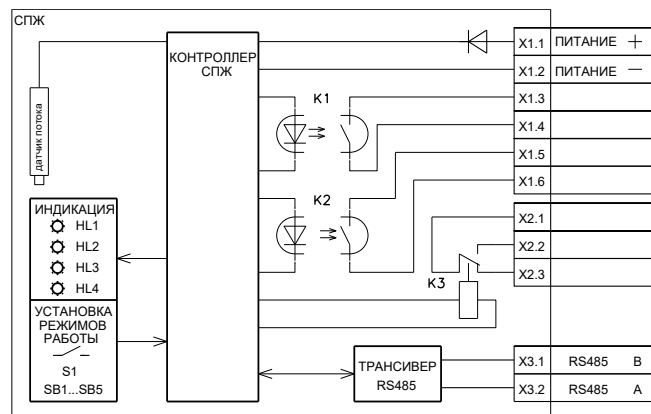 СПЖ
КОНТРОЛЛЕР
СПЖ
датчик потока
ИНДИКАЦИЯ
HL1
HL2
HL3
HL4
УСТАНОВКА
РЕЖИМОВ
РАБОТЫ
S1
SB1...SB5
K1
K2
K3
ТРАНСИВЕР
RS485
X1.1 ПИТАНИЕ +
X1.2 ПИТАНИЕ −
X1.3
X1.4
X1.5
X1.6
X2.1
X2.2
X2.3
X3.1 RS485 B
X3.2 RS485 A